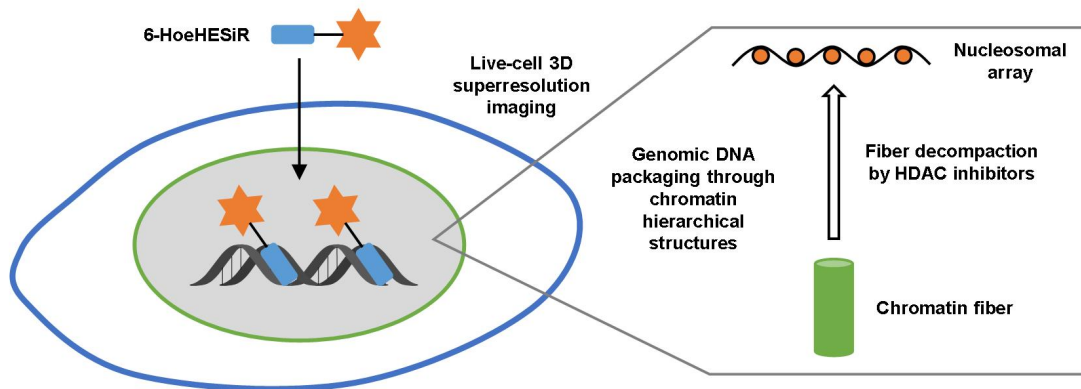 6-HoeHESiR
Live-cell 3D
superresolution
imaging
Nucleosomal
array
Genomic DNA
packaging through
chromatin
hierarchical
structures
Fiber decompaction
by HDAC inhibitors
Chromatin fiber